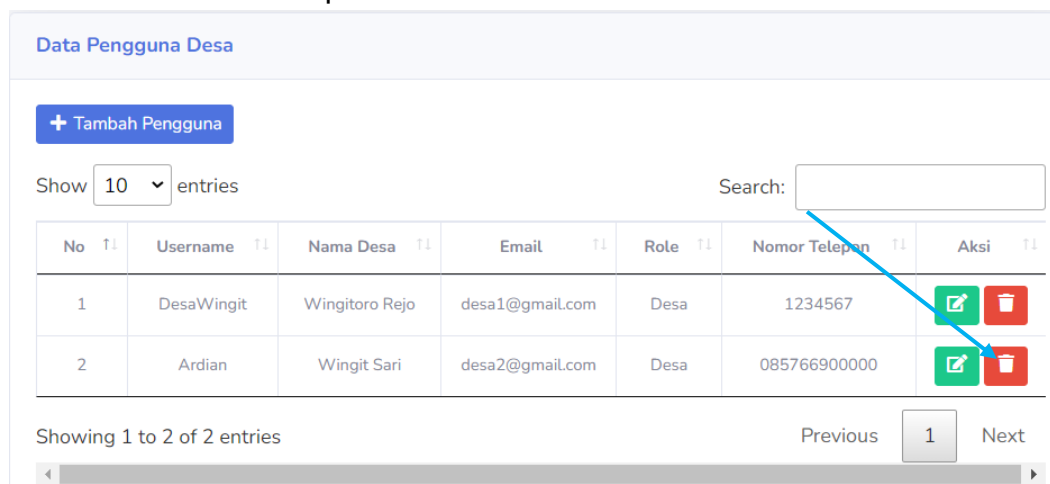 Data Pengguna Desa
+ Tambah Pengguna
Show 10 entries Search:
No Username Nama Desa Email Role Nomor Telepon Aksi
1 DesaWingit Wingitoro Rejo desa1@gmail.com Desa 1234567
2 Ardian Wingit Sari desa2@gmail.com Desa 085766900000
Showing 1 to 2 of 2 entries Previous 1 Next